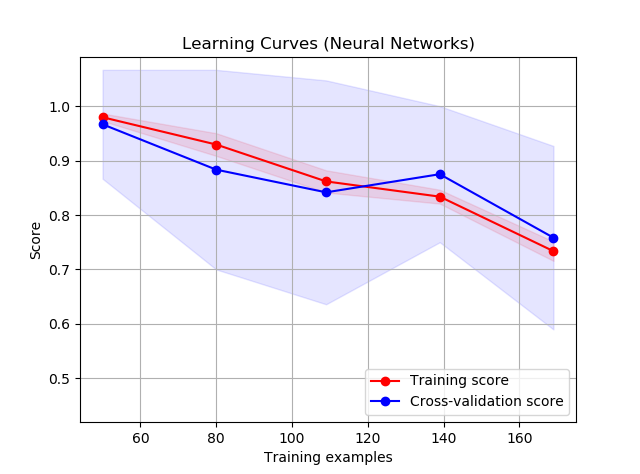 Learning Curves (Neural Networks)
Score
1.0
0.9
0.8
0.7
0.6
0.5
Training score
Cross-validation score
60 80 100 120 140 160
Training examples